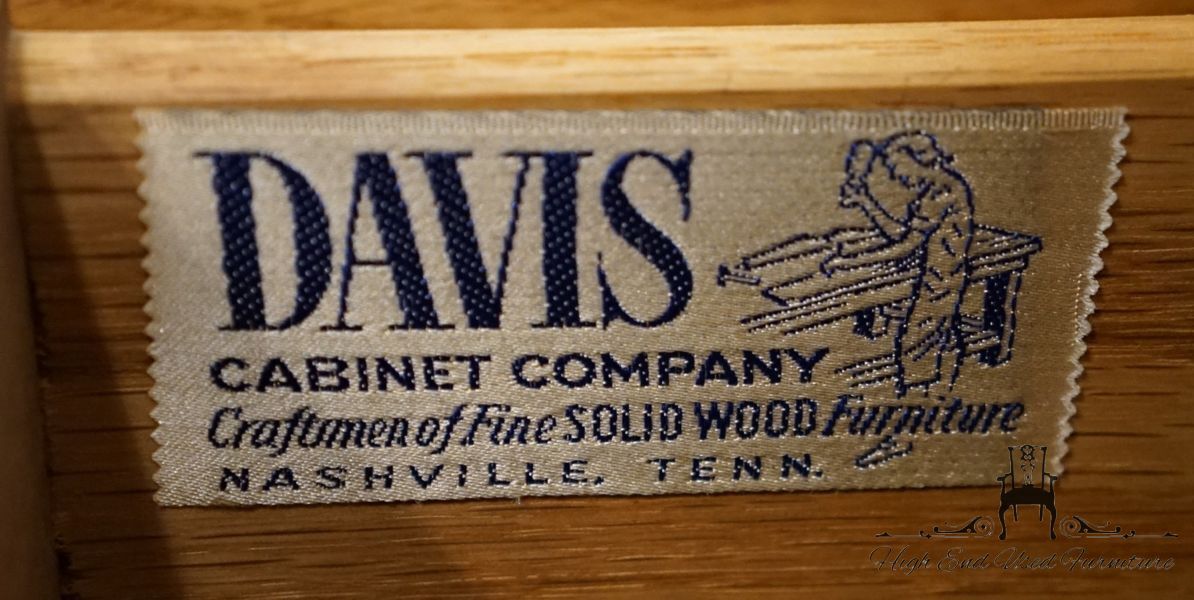 DAVIS
CABINET COMPANY
Craftsmen of Fine SOLID WOOD Furniture
NASHVILLE, TENN.
High End Used Furniture